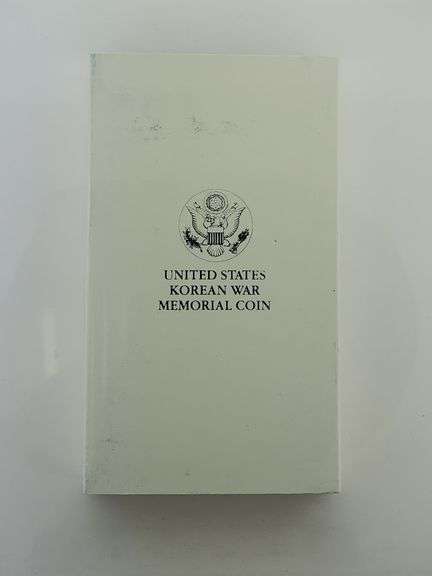 UNITED STATES
KOREAN WAR
MEMORIAL COIN